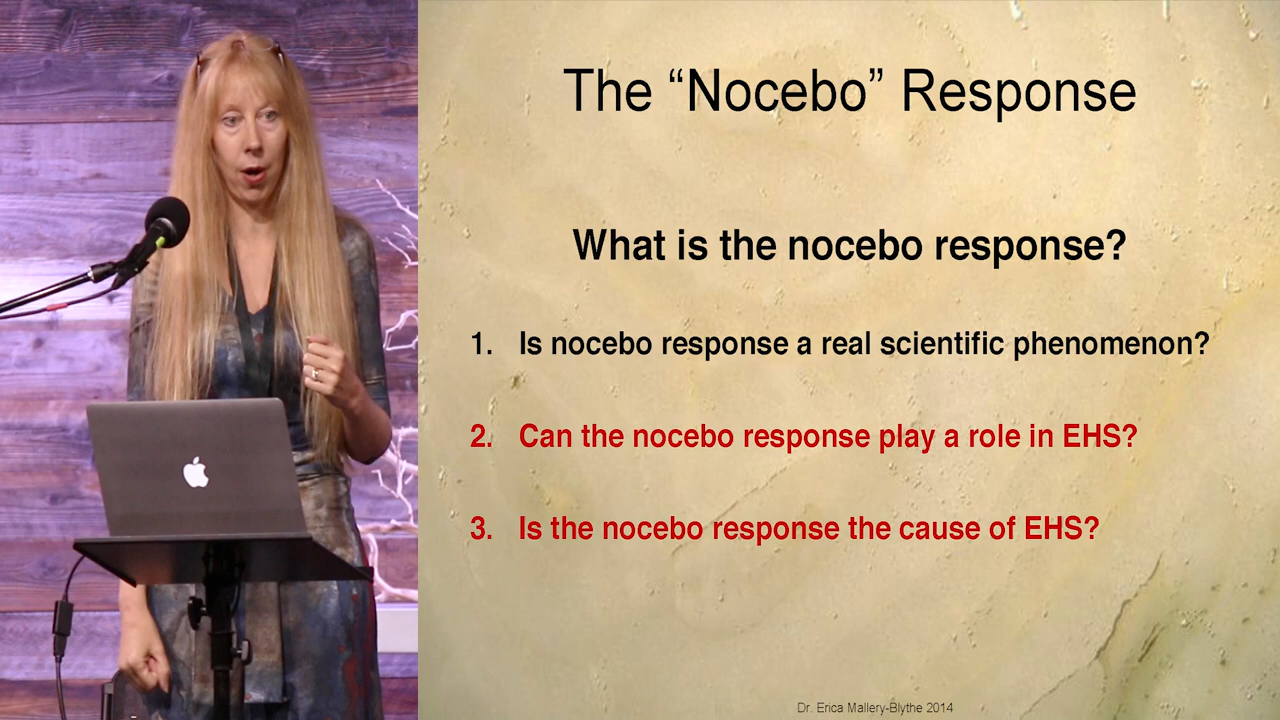 The “Nocebo” Response
What is the nocebo response?
1. Is nocebo response a real scientific phenomenon?
2. Can the nocebo response play a role in EHS?
3. Is the nocebo response the cause of EHS?
Dr. Erica Mallery-Blythe 2014